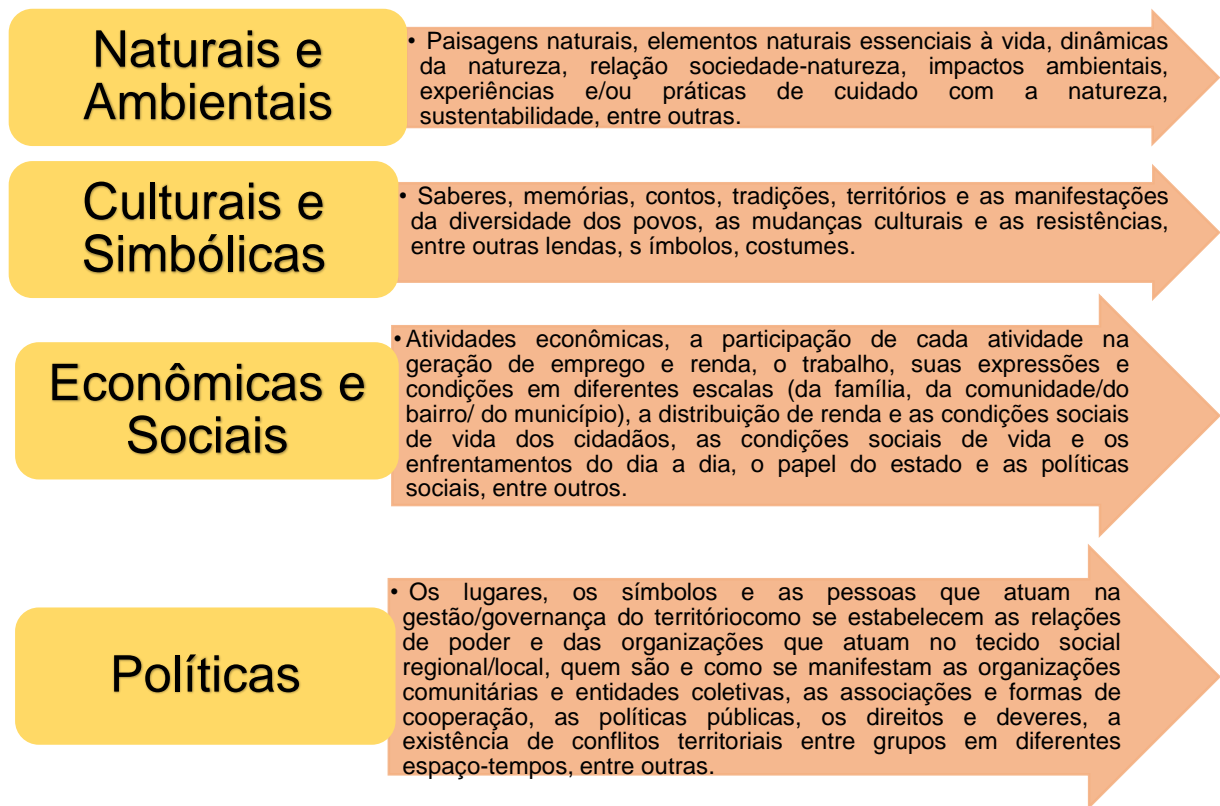 Naturais e
Ambientais
• Paisagens naturais, elementos naturais essenciais à vida, dinâmicas
da natureza, relação sociedade-natureza, impactos ambientais,
experiências e/ou práticas de cuidado com a natureza,
sustentabilidade, entre outras.
Culturais e
Simbólicas
• Saberes, memórias, contos, tradições, territórios e as manifestações
da diversidade dos povos, as mudanças culturais e as resistências,
entre outras lendas, s ímbolos, costumes.
Econômicas e
Sociais
• Atividades econômicas, a participação de cada atividade na
geração de emprego e renda, o trabalho, suas expressões e
condições em diferentes escalas (da família, da comunidade/do
bairro/ do município), a distribuição de renda e as condições sociais
de vida dos cidadãos, as condições sociais de vida e os
enfrentamentos do dia a dia, o papel do estado e as políticas
sociais, entre outros.
Políticas
• Os lugares, os símbolos e as pessoas que atuam na
gestão/governança do territóriocomo se estabelecem as relações
de poder e das organizações que atuam no tecido social
regional/local, quem são e como se manifestam as organizações
comunitárias e entidades coletivas, as associações e formas de
cooperação, as políticas públicas, os direitos e deveres, a
existência de conflitos territoriais entre grupos em diferentes
espaço-tempos, entre outras.